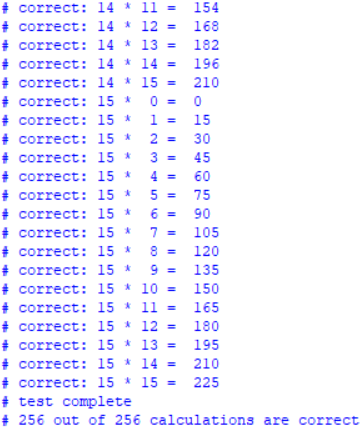 # correct: 14 * 11 =  154
# correct: 14 * 12 =  168
# correct: 14 * 13 =  182
# correct: 14 * 14 =  196
# correct: 14 * 15 =  210
# correct: 15 *  0 =  0
# correct: 15 *  1 =  15
# correct: 15 *  2 =  30
# correct: 15 *  3 =  45
# correct: 15 *  4 =  60
# correct: 15 *  5 =  75
# correct: 15 *  6 =  90
# correct: 15 *  7 =  105
# correct: 15 *  8 =  120
# correct: 15 *  9 =  135
# correct: 15 * 10 =  150
# correct: 15 * 11 =  165
# correct: 15 * 12 =  180
# correct: 15 * 13 =  195
# correct: 15 * 14 =  210
# correct: 15 * 15 =  225
# test complete
# 256 out of 256 calculations are correct